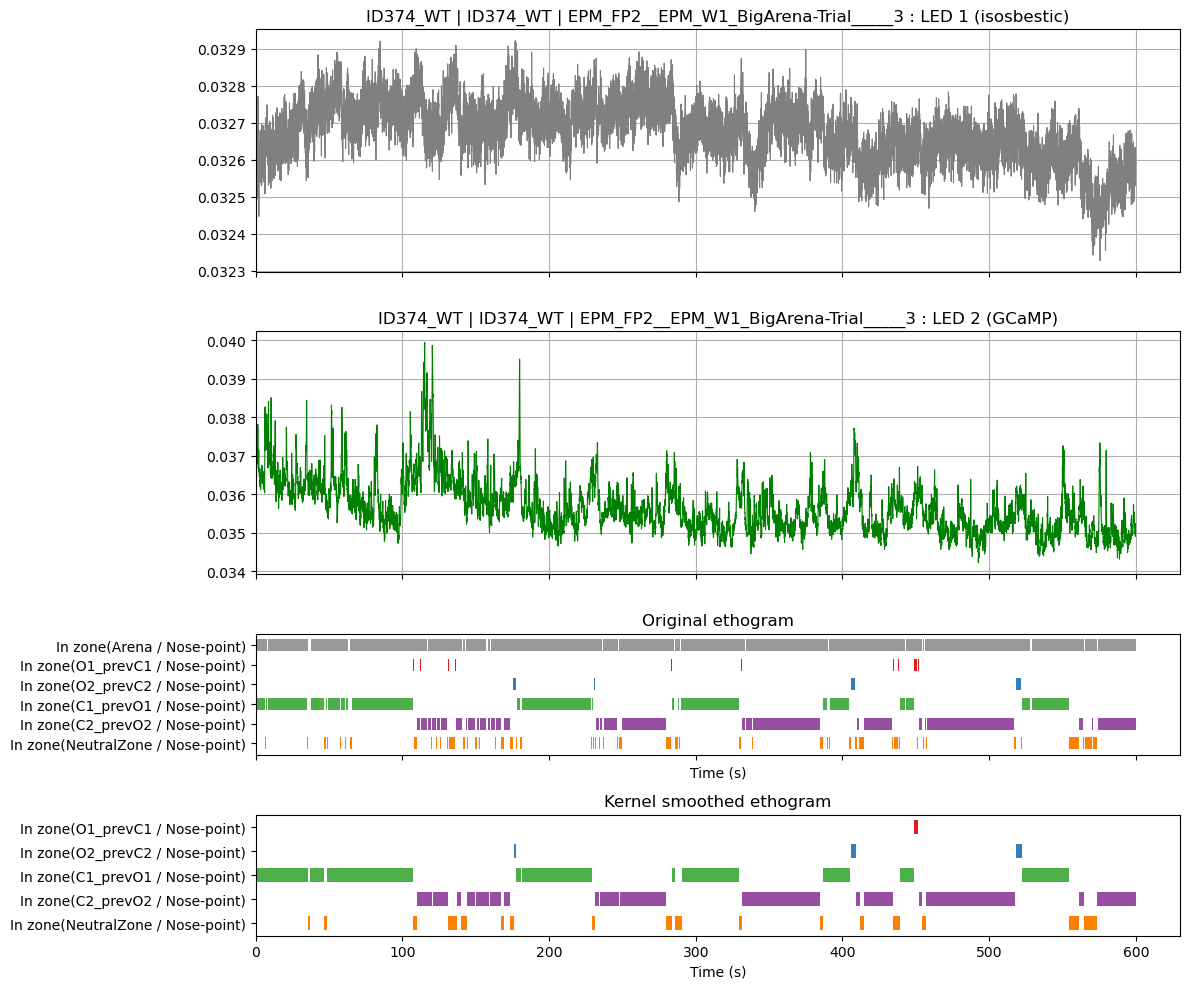 ID374_WT | ID374_WT | EPM_FP2__EPM_W1_BigArena-Trial_____3 : LED 1 (isosbestic)
0.0329
0.0328
0.0327
0.0326
0.0325
0.0324
0.0323
ID374_WT | ID374_WT | EPM_FP2__EPM_W1_BigArena-Trial_____3 : LED 2 (GCaMP)
0.040
0.039
0.038
0.037
0.036
0.035
0.034
Original ethogram
In zone(Arena / Nose-point)
In zone(O1_prevC1 / Nose-point)
In zone(O2_prevC2 / Nose-point)
In zone(C1_prevO1 / Nose-point)
In zone(C2_prevO2 / Nose-point)
In zone(NeutralZone / Nose-point)
Time (s)
Kernel smoothed ethogram
In zone(O1_prevC1 / Nose-point)
In zone(O2_prevC2 / Nose-point)
In zone(C1_prevO1 / Nose-point)
In zone(C2_prevO2 / Nose-point)
In zone(NeutralZone / Nose-point)
0 100 200 300 400 500 600
Time (s)